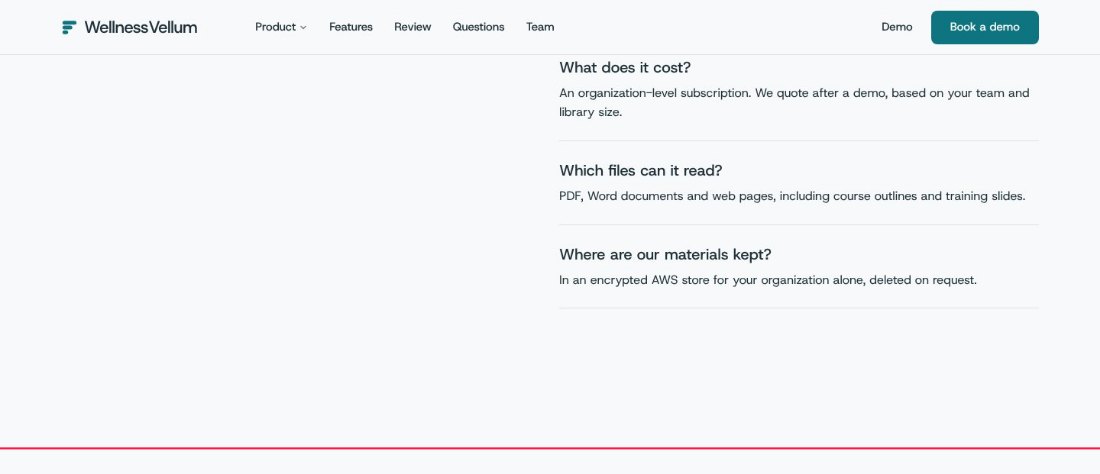 WellnessVellum Product Features Review Questions Team Demo Book a demo
What does it cost?
An organization-level subscription. We quote after a demo, based on your team and
library size.
Which files can it read?
PDF, Word documents and web pages, including course outlines and training slides.
Where are our materials kept?
In an encrypted AWS store for your organization alone, deleted on request.